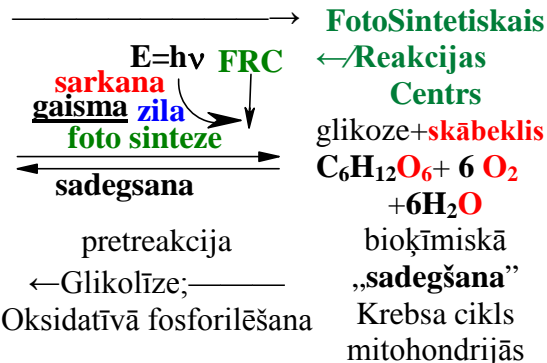 ————————→ FotoSintetiskais
E=hν FRC ←⁄Reakcijas
sarkana Centrs
gaisma zila glikoze+skābeklis
foto sinteze C₆H₁₂O₆+ 6 O₂
sadegsana +6H₂O
pretreakcija bioķīmiskā
←Glikolīze;——— „sadegšana”
Oksidatīvā fosforilēšana Krebsa cikls
mitohondrijās